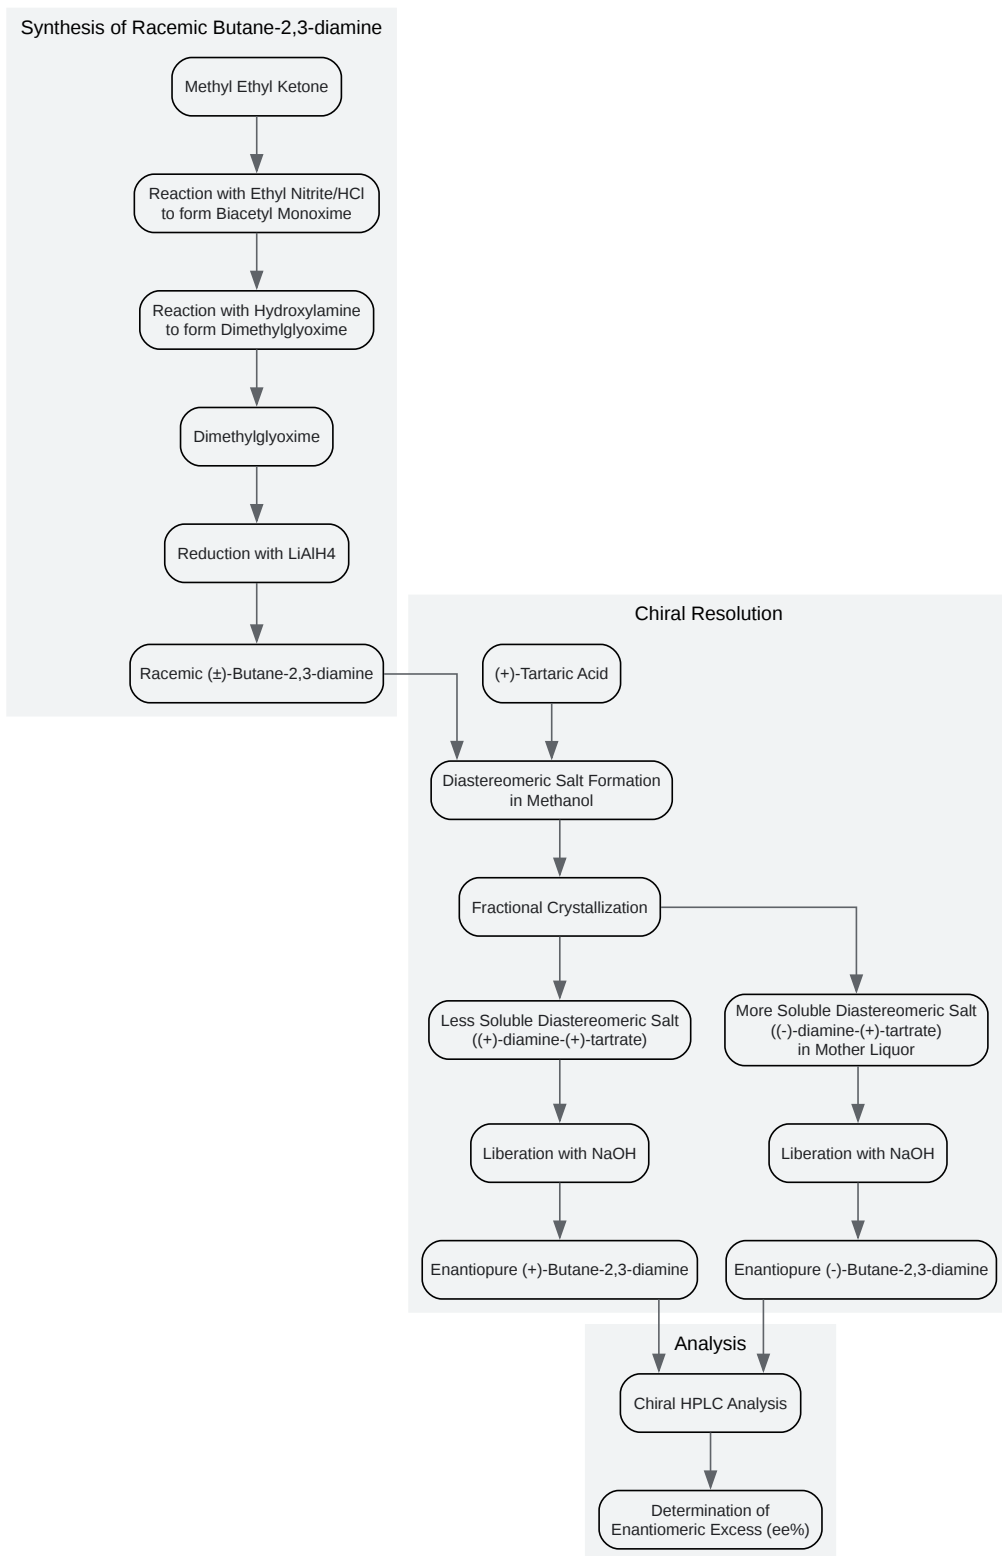 Synthesis of Racemic Butane-2,3-diamine
Methyl Ethyl Ketone
Reaction with Ethyl Nitrite/HCl
to form Biacetyl Monoxime
Reaction with Hydroxylamine
to form Dimethylglyoxime
Dimethylglyoxime
Reduction with LiAlH4
Racemic (±)-Butane-2,3-diamine
Chiral Resolution
(+)-Tartaric Acid
Diastereomeric Salt Formation
in Methanol
Fractional Crystallization
Less Soluble Diastereomeric Salt
((+)-diamine-(+)-tartrate)
More Soluble Diastereomeric Salt
((-)-diamine-(+)-tartrate)
in Mother Liquor
Liberation with NaOH
Liberation with NaOH
Enantiopure (+)-Butane-2,3-diamine
Enantiopure (-)-Butane-2,3-diamine
Analysis
Chiral HPLC Analysis
Determination of
Enantiomeric Excess (ee%)